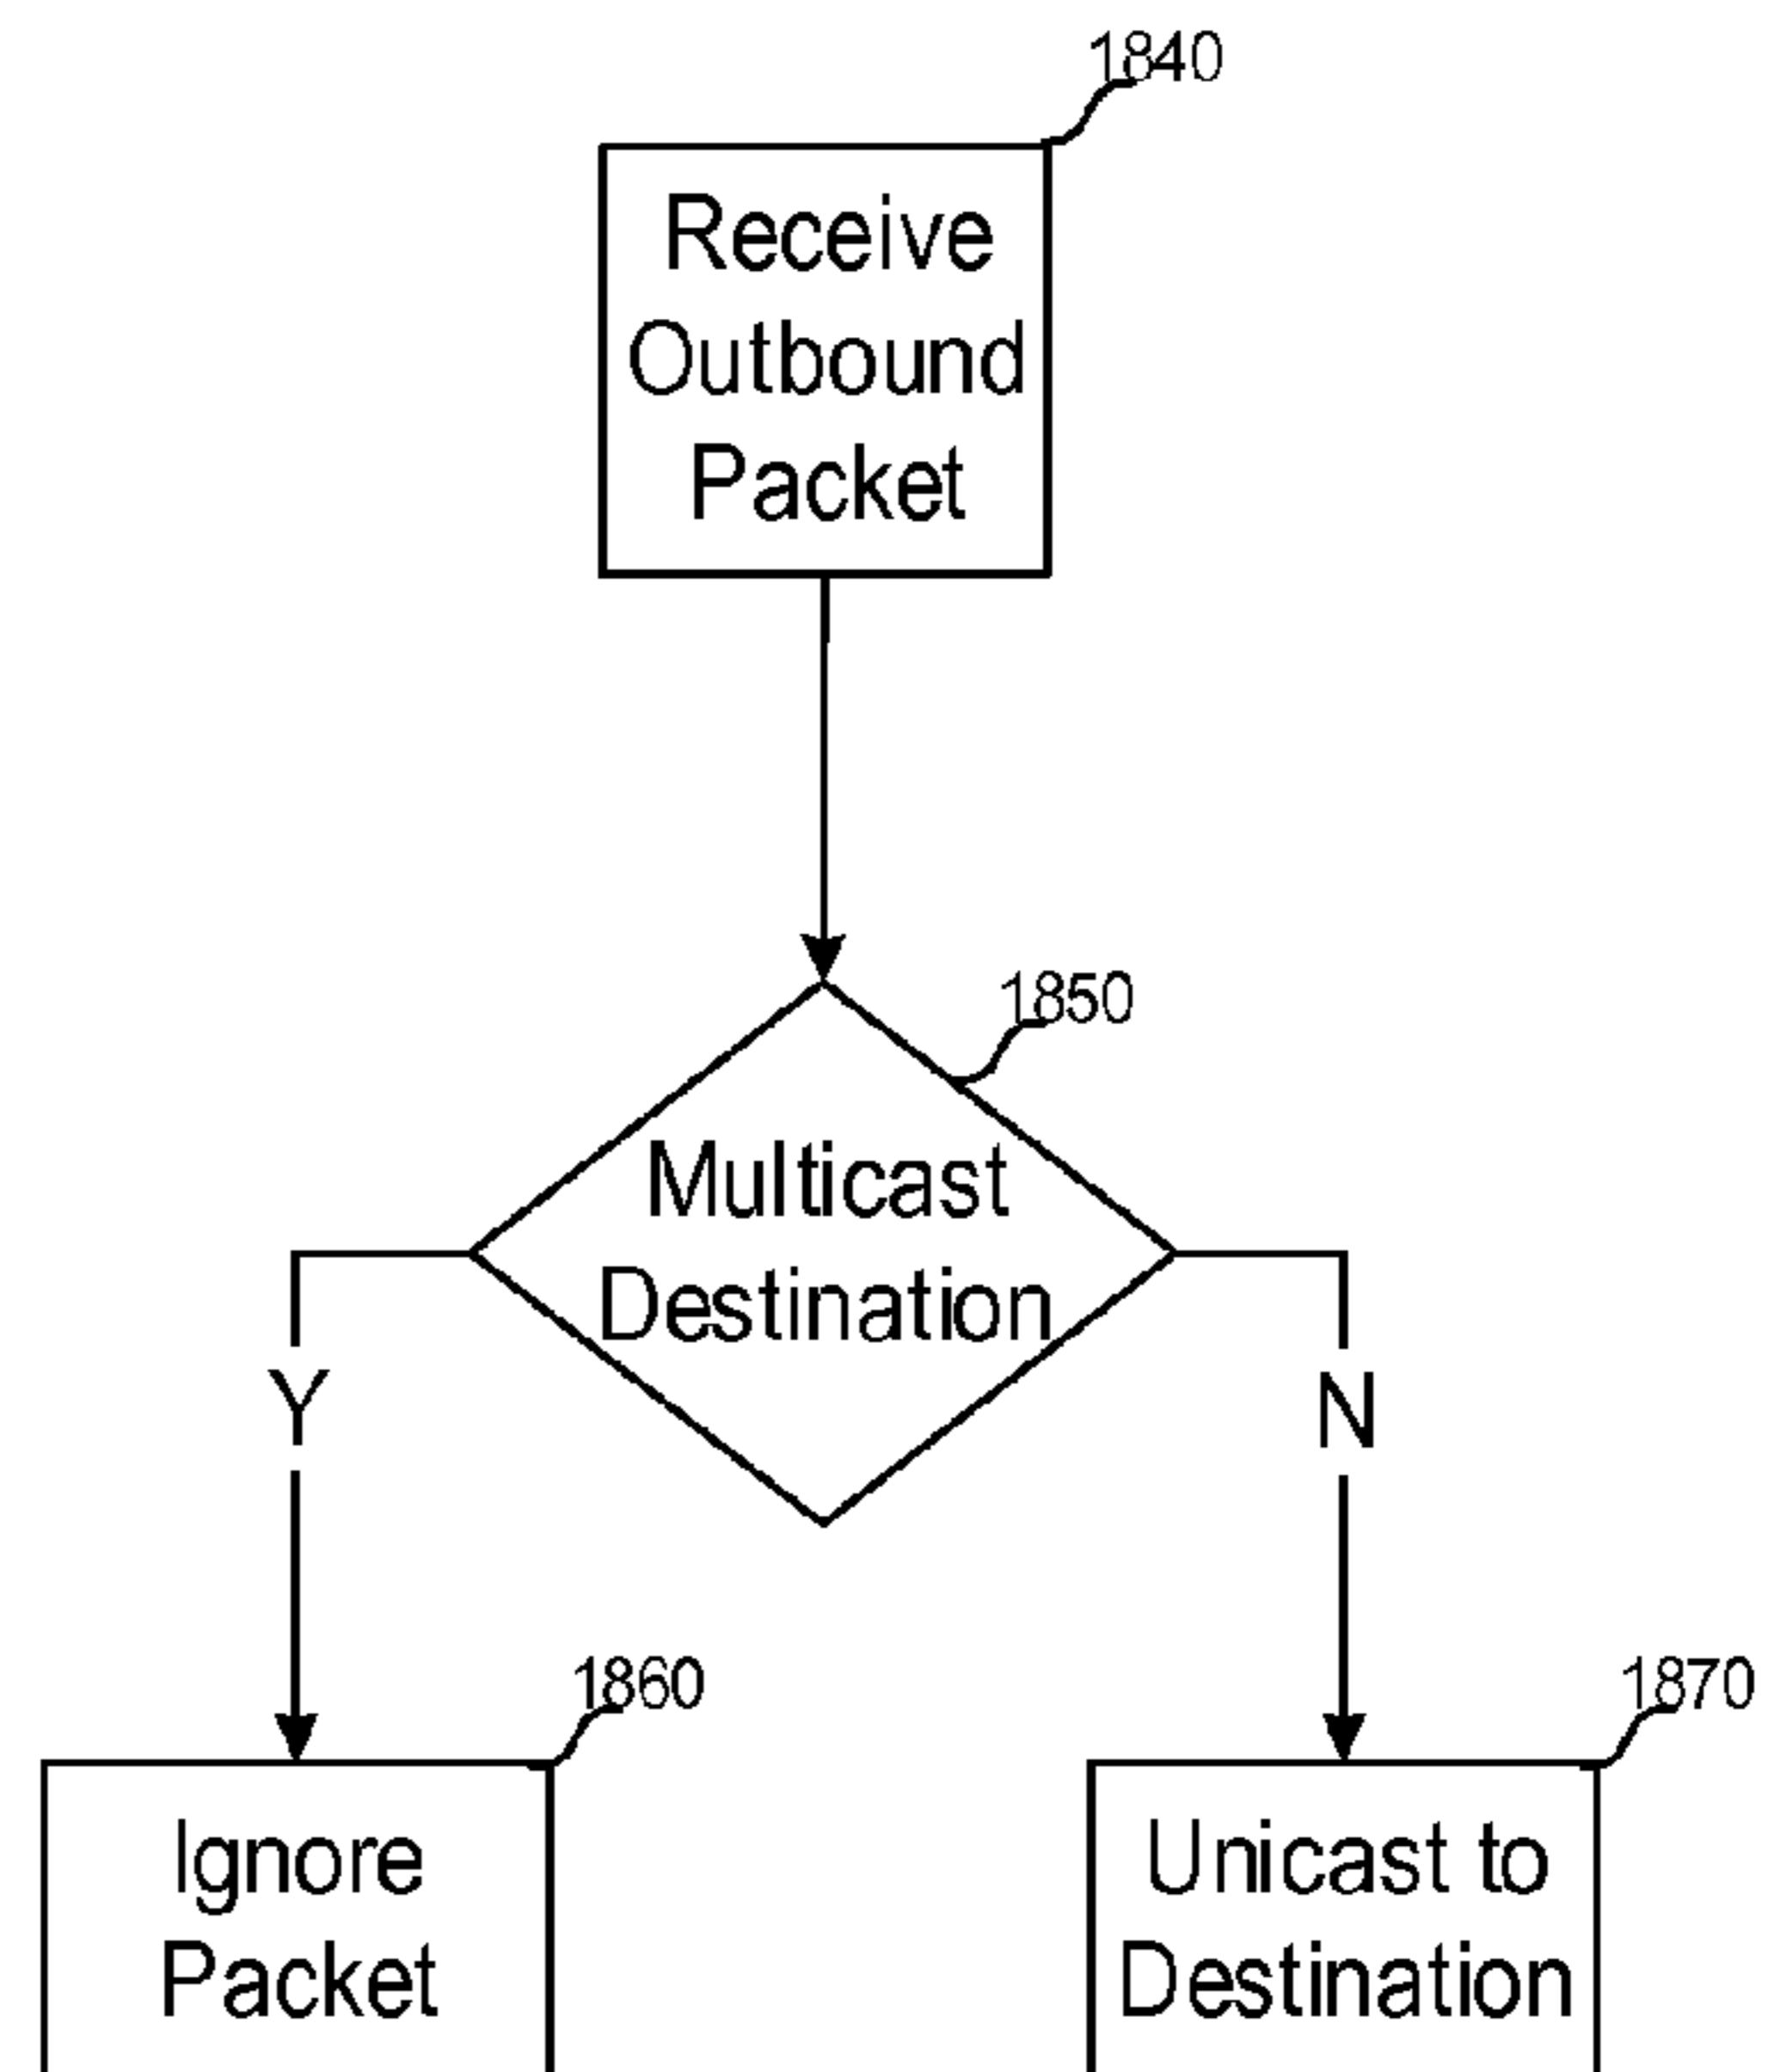 1840
Receive
Outbound
Packet
1850
Multicast
Destination
Y
N
1860
1870
Ignore
Packet
Unicast to
Destination